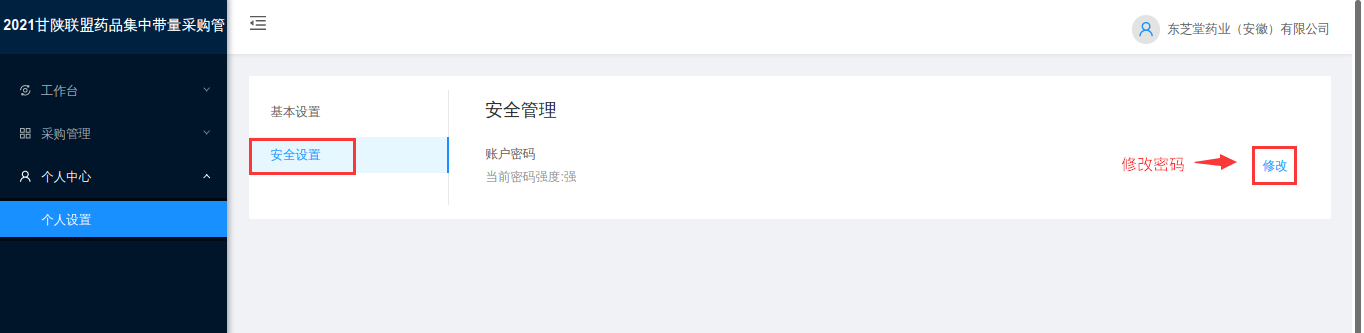 2021甘陕联盟药品集中带量采购管
东芝堂药业（安徽）有限公司
工作台
采购管理
个人中心
个人设置
基本设置
安全设置
安全管理
账户密码
当前密码强度:强
修改密码
修改